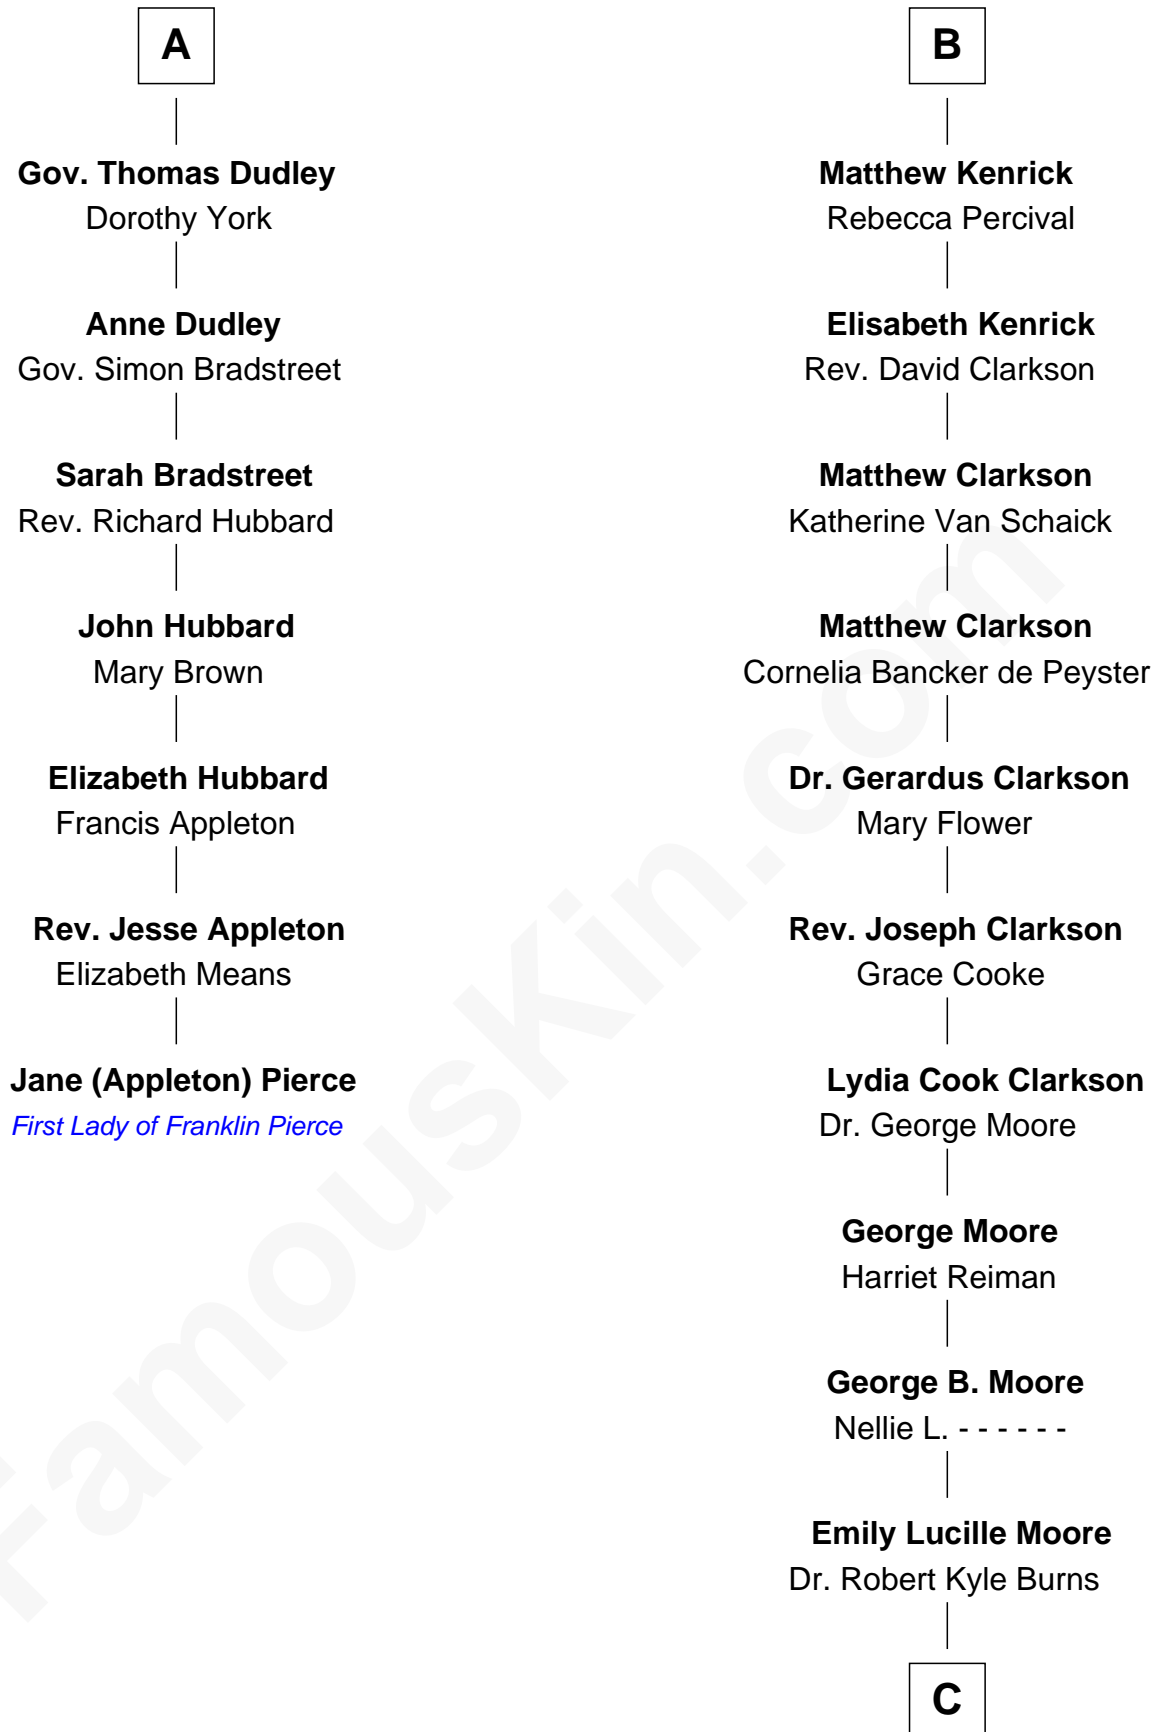 A
Gov. Thomas Dudley
Dorothy York
Anne Dudley
Gov. Simon Bradstreet
Sarah Bradstreet
Rev. Richard Hubbard
John Hubbard
Mary Brown
Elizabeth Hubbard
Francis Appleton
Rev. Jesse Appleton
Elizabeth Means
Jane (Appleton) Pierce
First Lady of Franklin Pierce
B
Matthew Kenrick
Rebecca Percival
Elisabeth Kenrick
Rev. David Clarkson
Matthew Clarkson
Katherine Van Schaick
Matthew Clarkson
Cornelia Bancker de Peyster
Dr. Gerardus Clarkson
Mary Flower
Rev. Joseph Clarkson
Grace Cooke
Lydia Cook Clarkson
Dr. George Moore
George Moore
Harriet Reiman
George B. Moore
Nellie L. - - - - - -
Emily Lucille Moore
Dr. Robert Kyle Burns
C
FamousKin.com